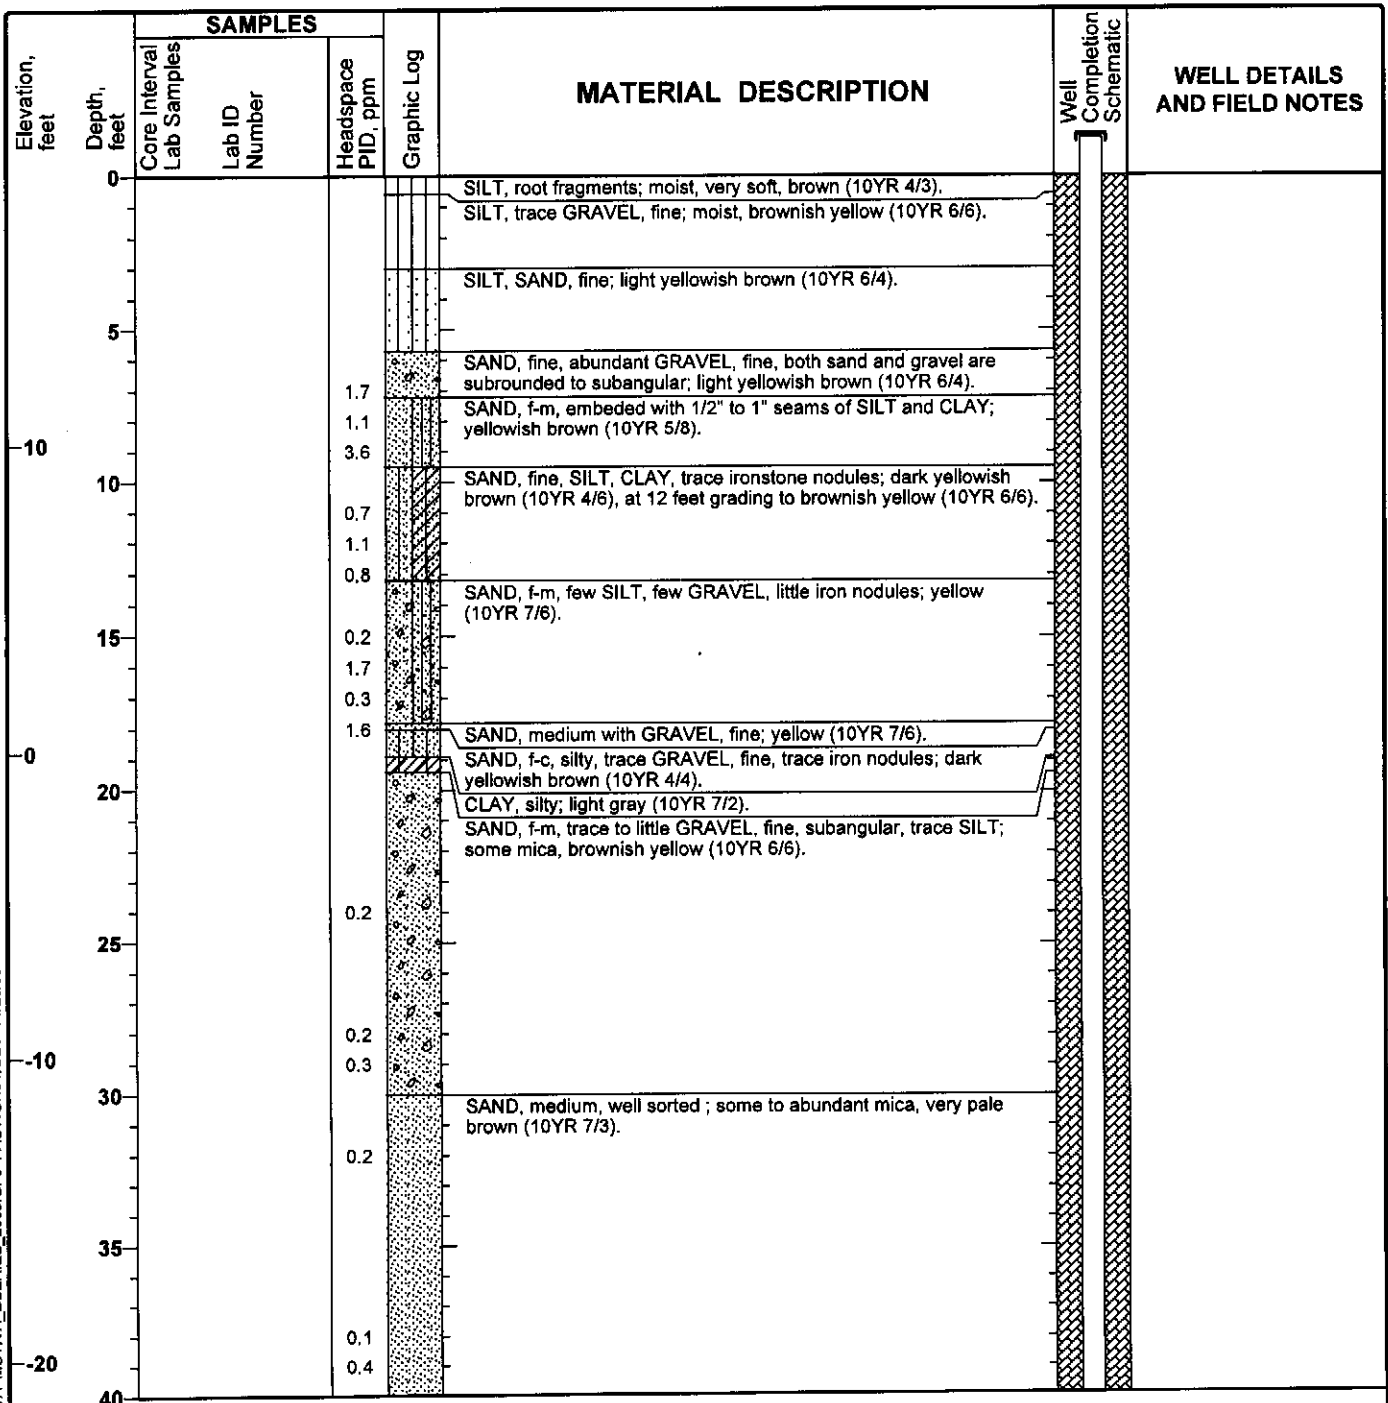 SAMPLES
Elevation,
feet
Depth,
feet
Core Interval
Lab Samples
Lab ID
Number
Headspace
PID, ppm
Graphic Log
MATERIAL DESCRIPTION
Well
Completion
Schematic
WELL DETAILS
AND FIELD NOTES
0
SILT, root fragments; moist, very soft, brown (10YR 4/3).
SILT, trace GRAVEL, fine; moist, brownish yellow (10YR 6/6).
SILT, SAND, fine; light yellowish brown (10YR 6/4).
5
SAND, fine, abundant GRAVEL, fine, both sand and gravel are
subrounded to subangular; light yellowish brown (10YR 6/4).
1.7
SAND, f-m, embeded with 1/2" to 1" seams of SILT and CLAY;
1.1
yellowish brown (10YR 5/8).
10
3.6
SAND, fine, SILT, CLAY, trace ironstone nodules; dark yellowish
10
brown (10YR 4/6), at 12 feet grading to brownish yellow (10YR 6/6).
0.7
1.1
0.8
SAND, f-m, few SILT, few GRAVEL, little iron nodules; yellow
(10YR 7/6).
15
0.2
1.7
0.3
1.6
SAND, medium with GRAVEL, fine; yellow (10YR 7/6).
0
SAND, f-c, silty, trace GRAVEL, fine, trace iron nodules; dark
yellowish brown (10YR 4/4).
20
CLAY, silty; light gray (10YR 7/2).
SAND, f-m, trace to little GRAVEL, fine, subangular, trace SILT;
some mica, brownish yellow (10YR 6/6).
0.2
25
0.2
-10
0.3
30
SAND, medium, well sorted ; some to abundant mica, very pale
brown (10YR 7/3).
0.2
35
0.1
-20
0.4
40